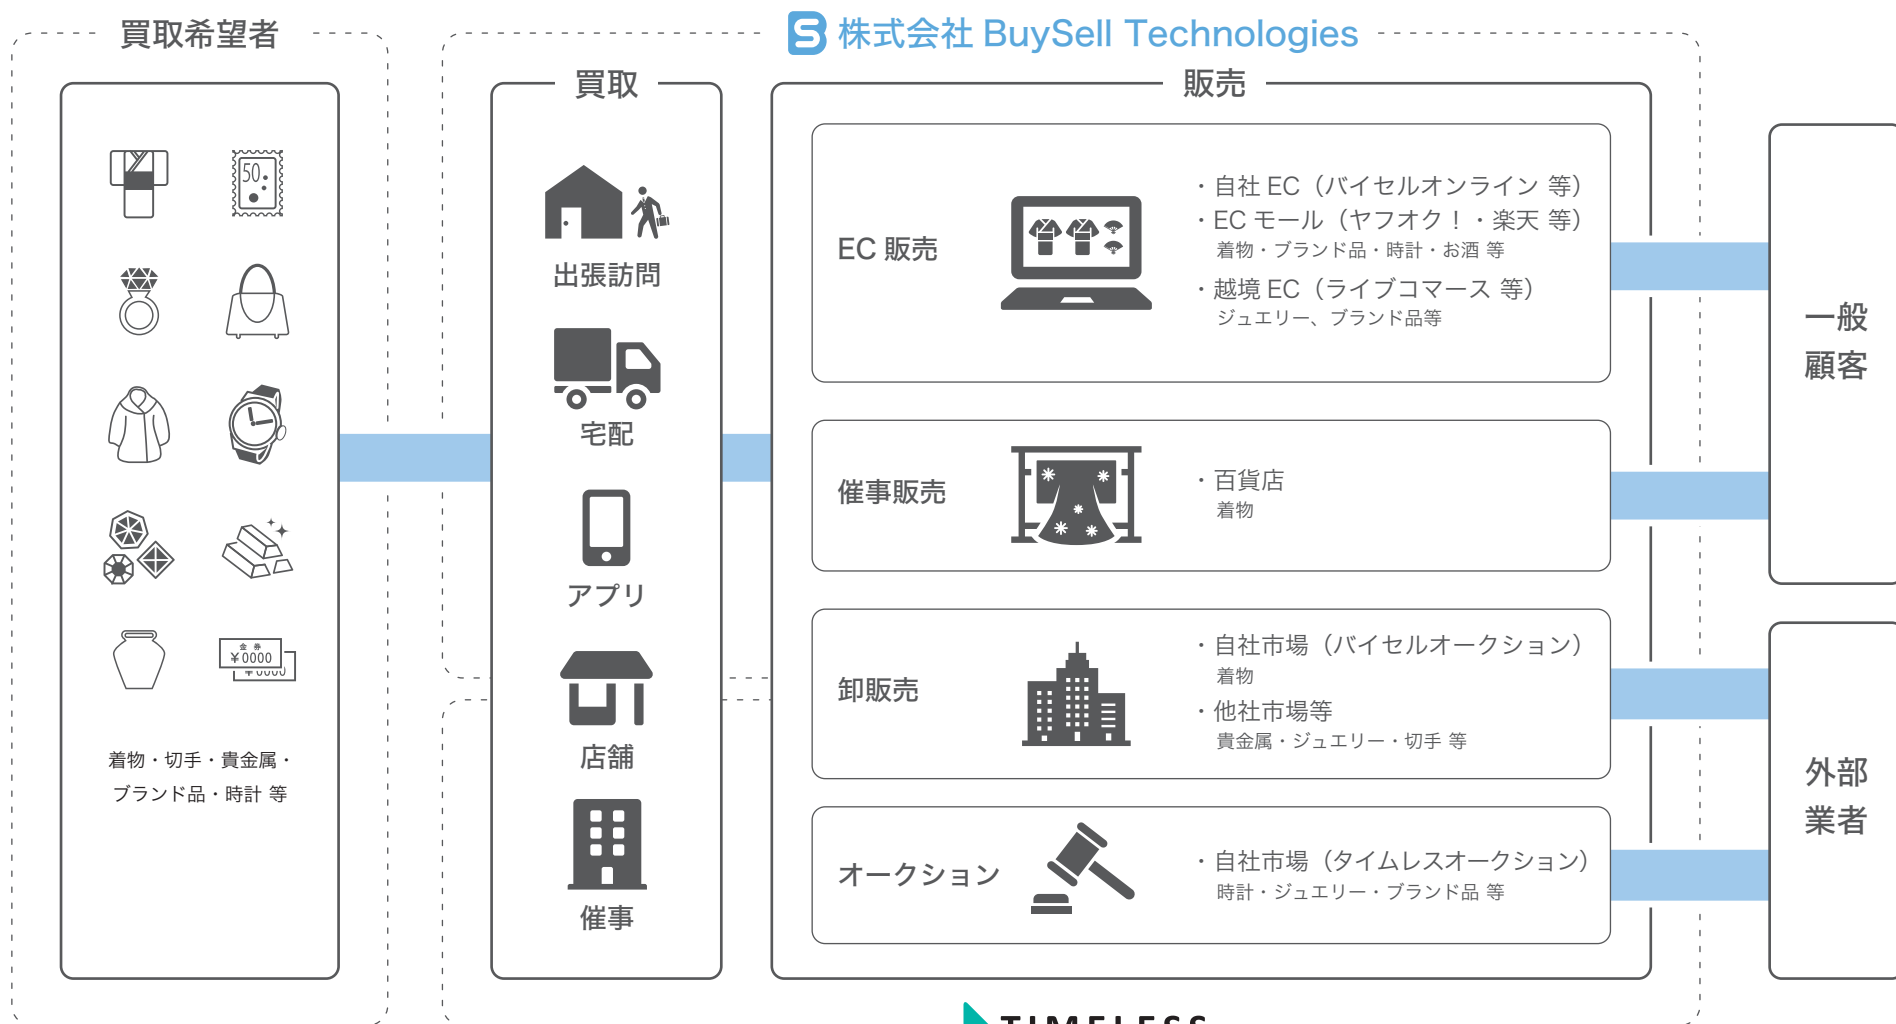 買取希望者
50
金券
¥0000
¥0000
着物・切手・貴金属・
ブランド品・時計 等
株式会社 BuySell Technologies
買取
出張訪問
宅配
アプリ
店舗
催事
販売
EC 販売
・自社 EC（バイセルオンライン 等）
・EC モール（ヤフオク！・楽天 等）
着物・ブランド品・時計・お酒 等
・越境 EC（ライブコマース 等）
ジュエリー、ブランド品等
催事販売
・百貨店
着物
卸販売
・自社市場（バイセルオークション）
着物
・他社市場等
貴金属・ジュエリー・切手 等
オークション
・自社市場（タイムレスオークション）
時計・ジュエリー・ブランド品 等
一般
顧客
外部
業者
TIMELESS